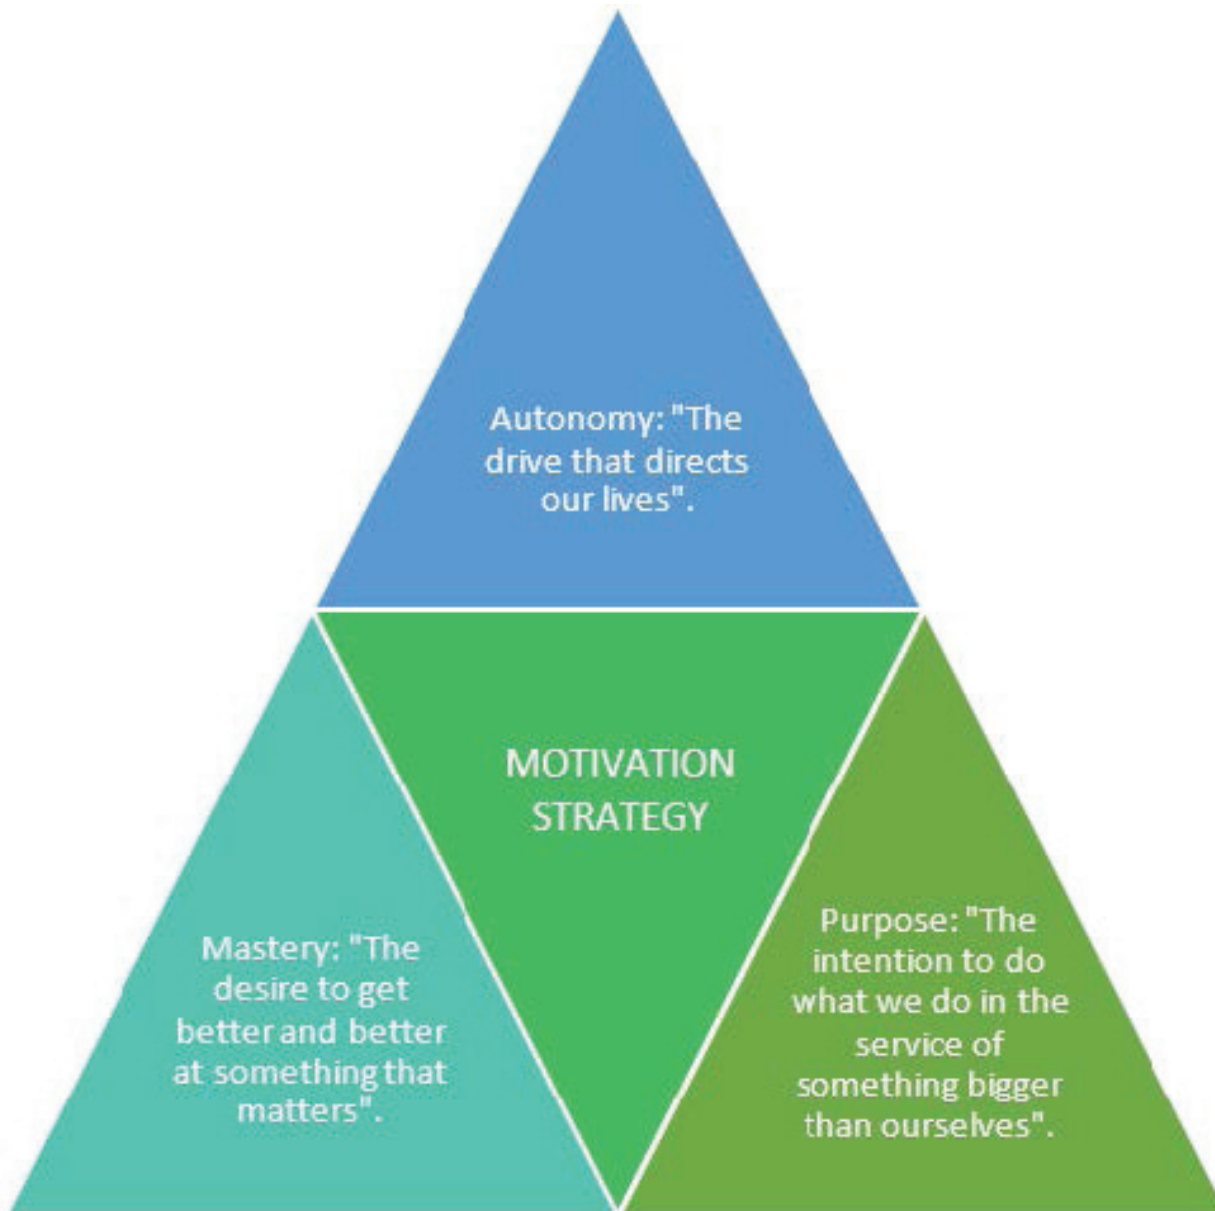 Autonomy: "The
drive that directs
our lives".
MOTIVATION
STRATEGY
Mastery: "The
desire to get
better and better
at something that
matters".
Purpose: "The
intention to do
what we do in the
service of
something bigger
than ourselves".